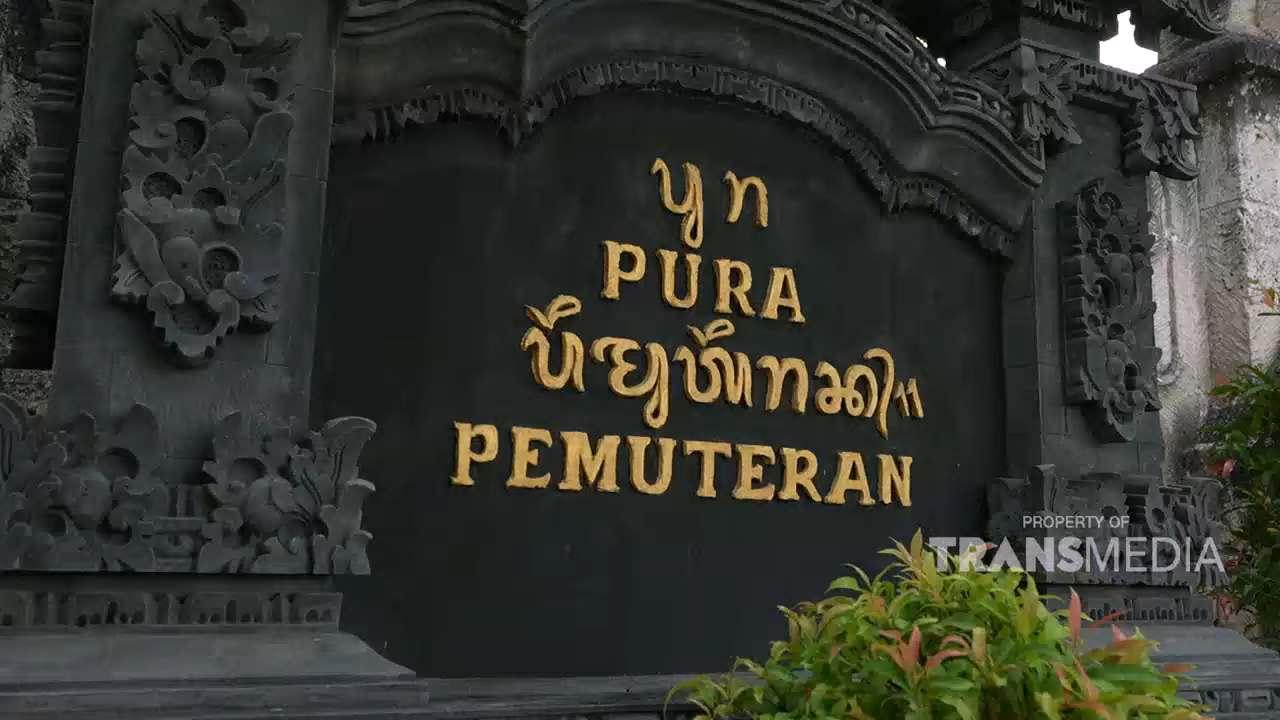 ᬧᬸᬭ
PURA
ᬧᭂᬫᬸᬢᭂᬭᬦ᭄᭟
PEMUTERAN
PROPERTY OF
TRANSMEDIA